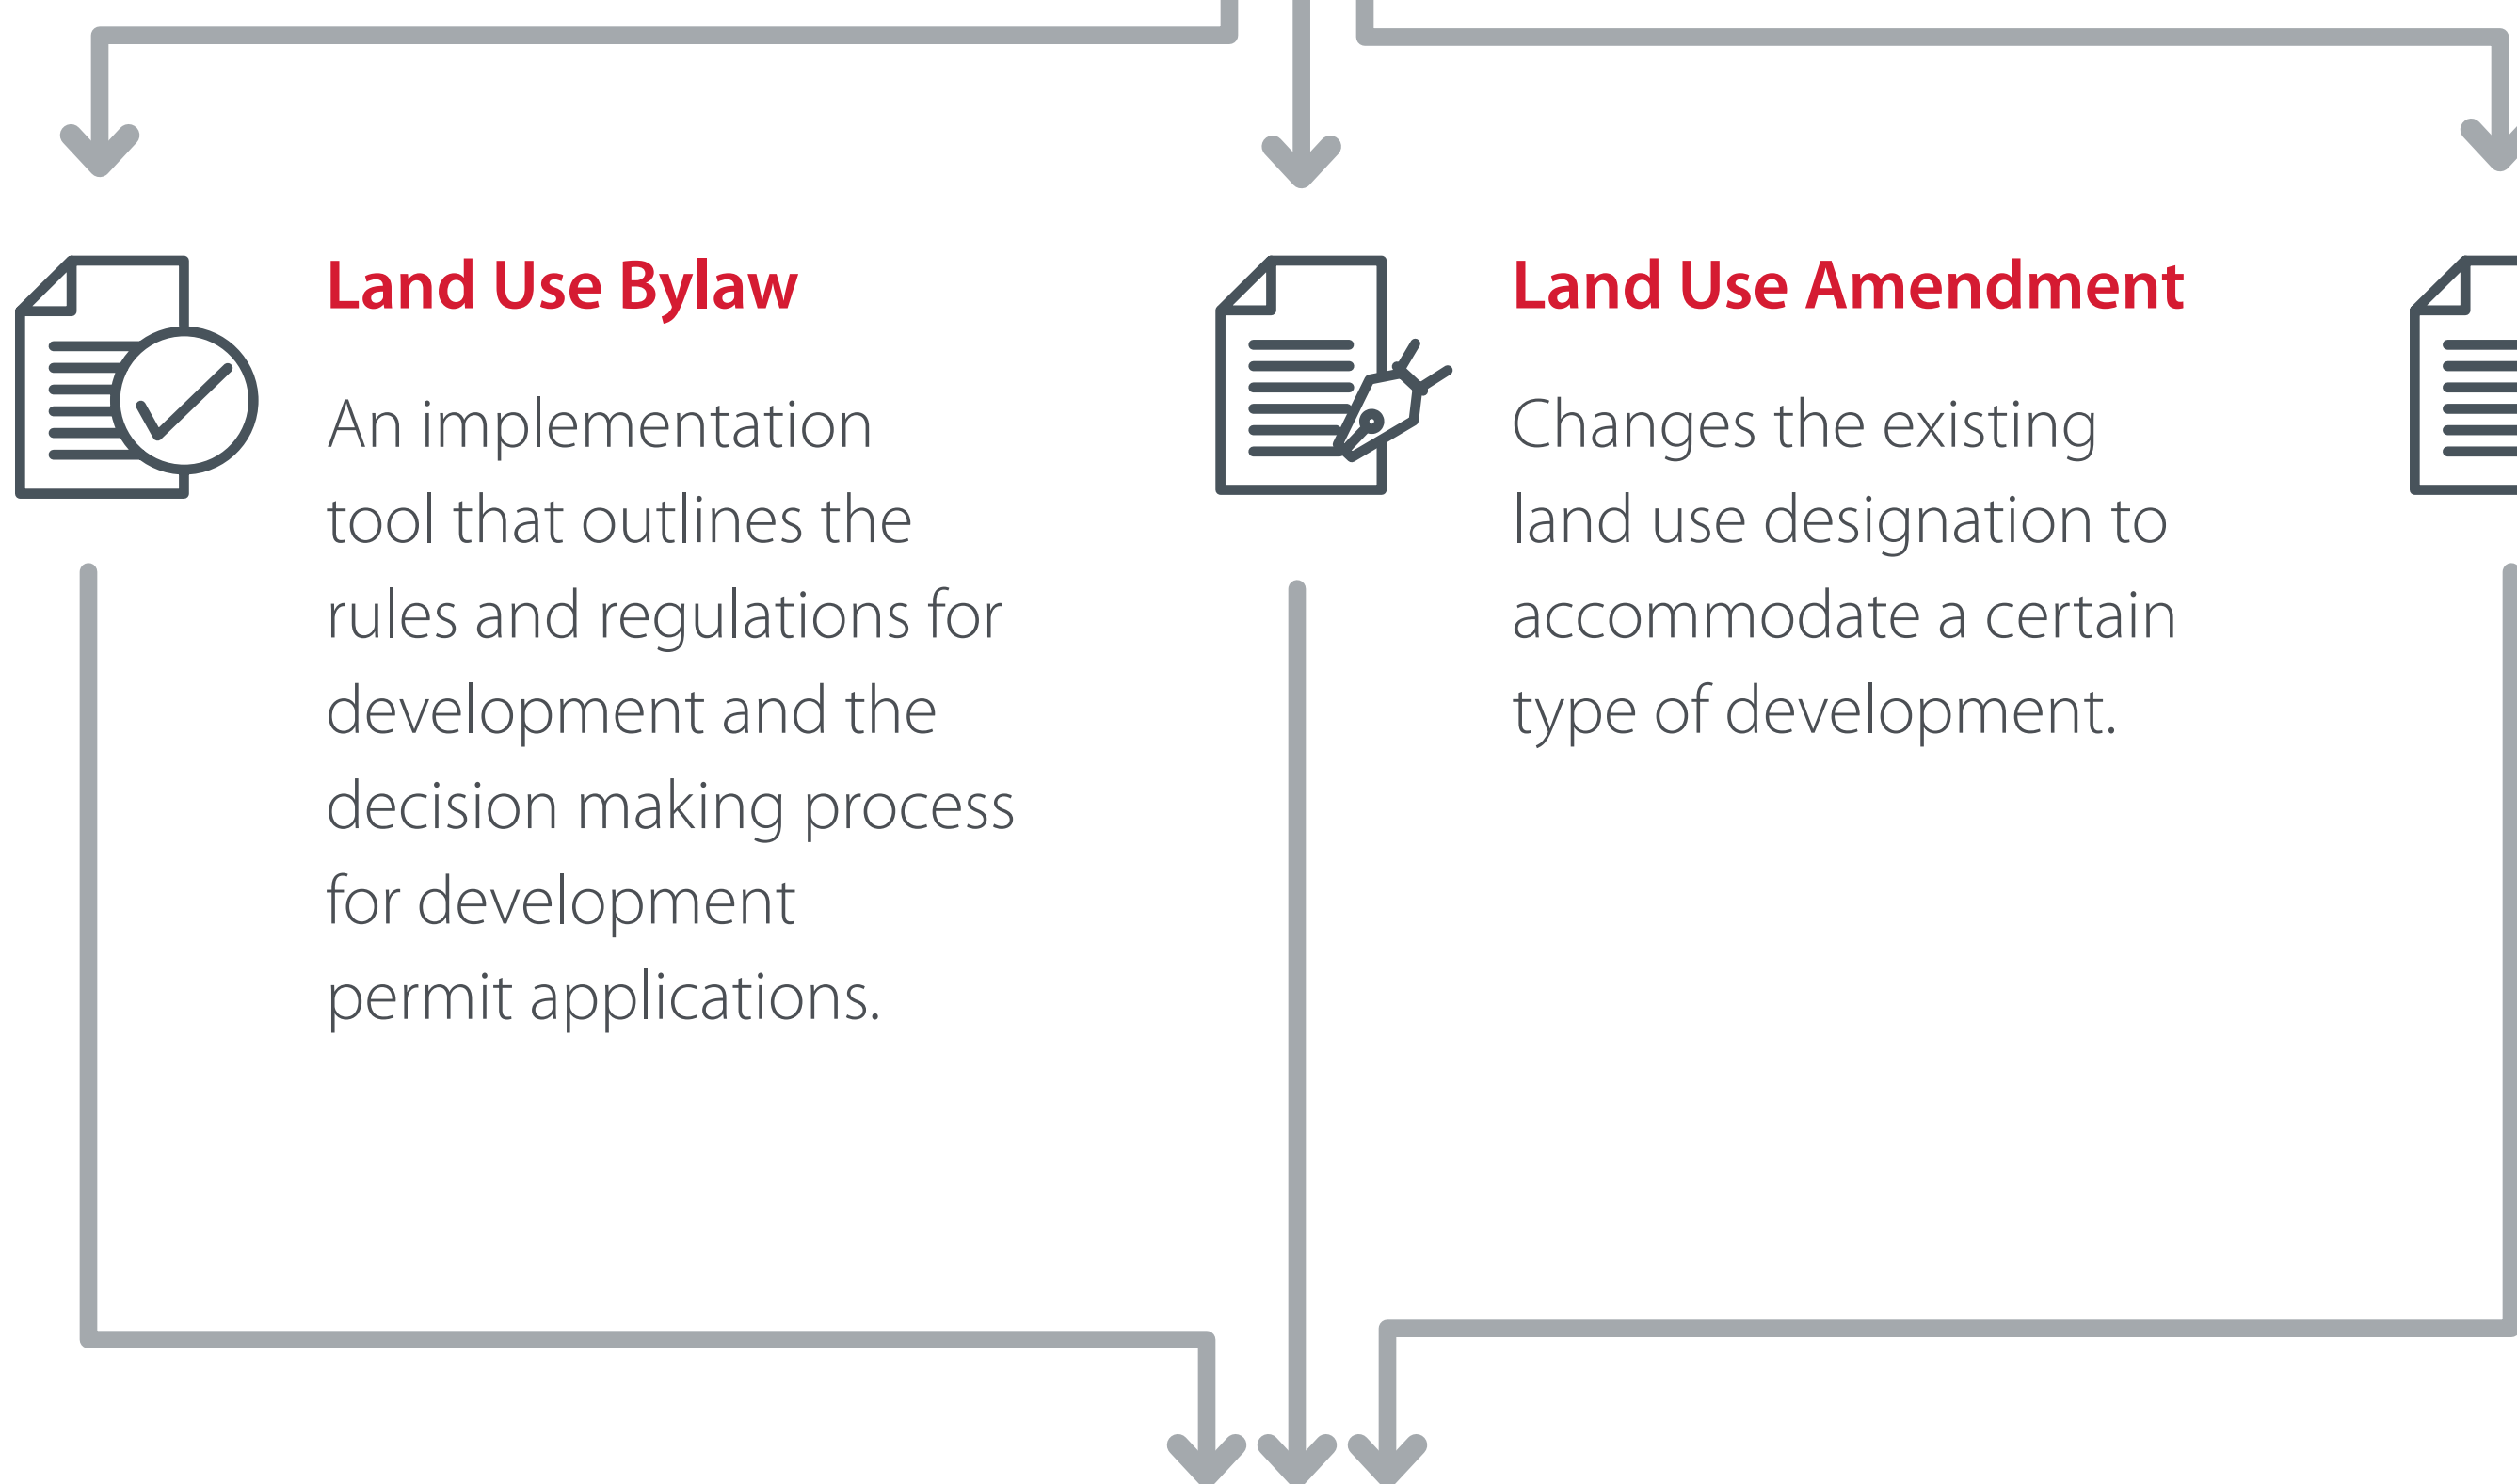 Land Use Bylaw
An implementation
tool that outlines the
rules and regulations for
development and the
decision making process
for development
permit applications.
Land Use Amendment
Changes the existing
land use designation to
accommodate a certain
type of development.